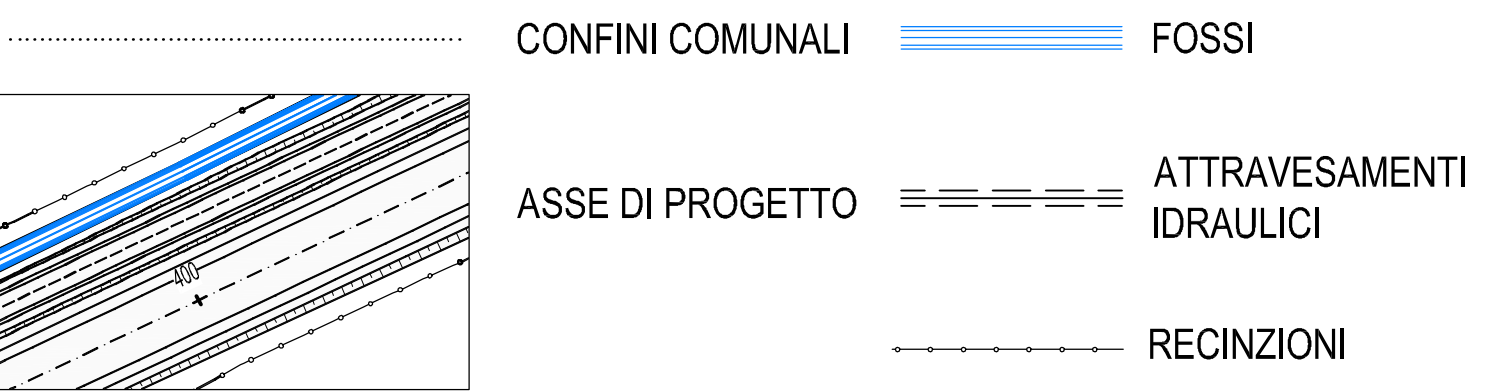 CONFINI COMUNALI
FOSSI
ASSE DI PROGETTO
400
ATTRAVESAMENTI
IDRAULICI
RECINZIONI